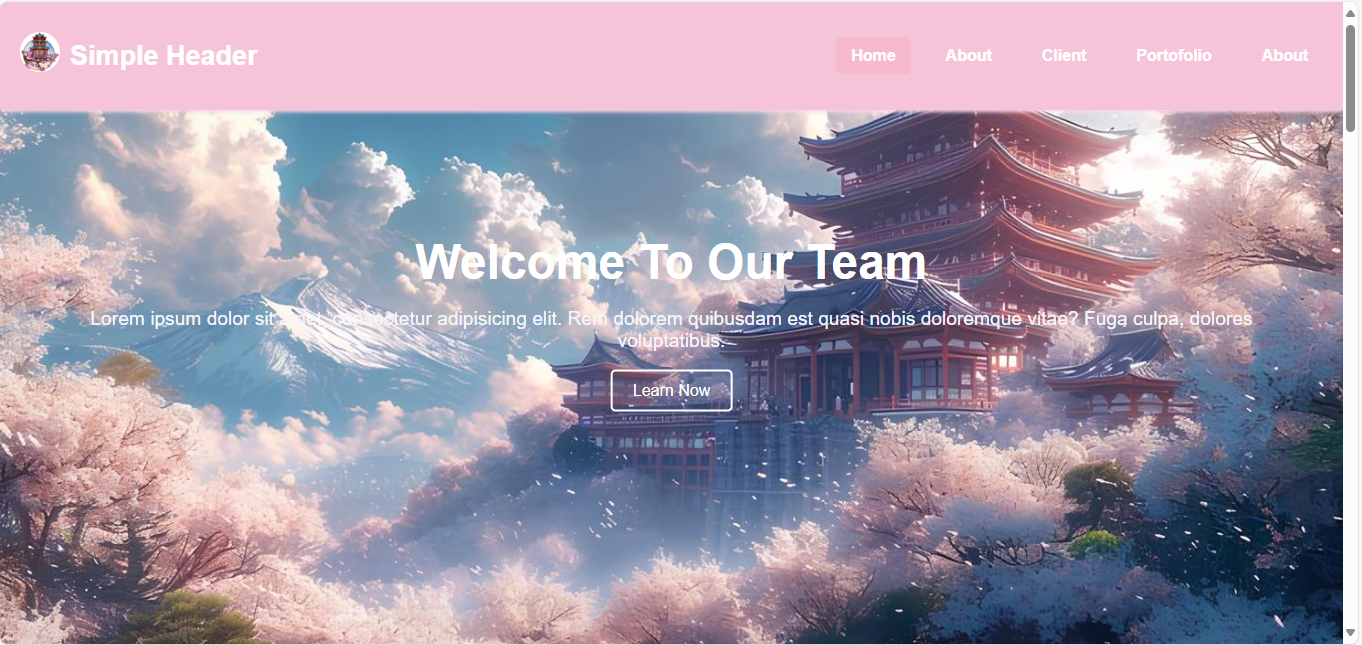 Simple Header
Home About Client Portofolio About
Welcome To Our Team
Lorem ipsum dolor sit amet, consectetur adipisicing elit. Rem dolorem quibusdam est quasi nobis doloremque vitae? Fuga culpa, dolores
voluptatibus.
Learn Now